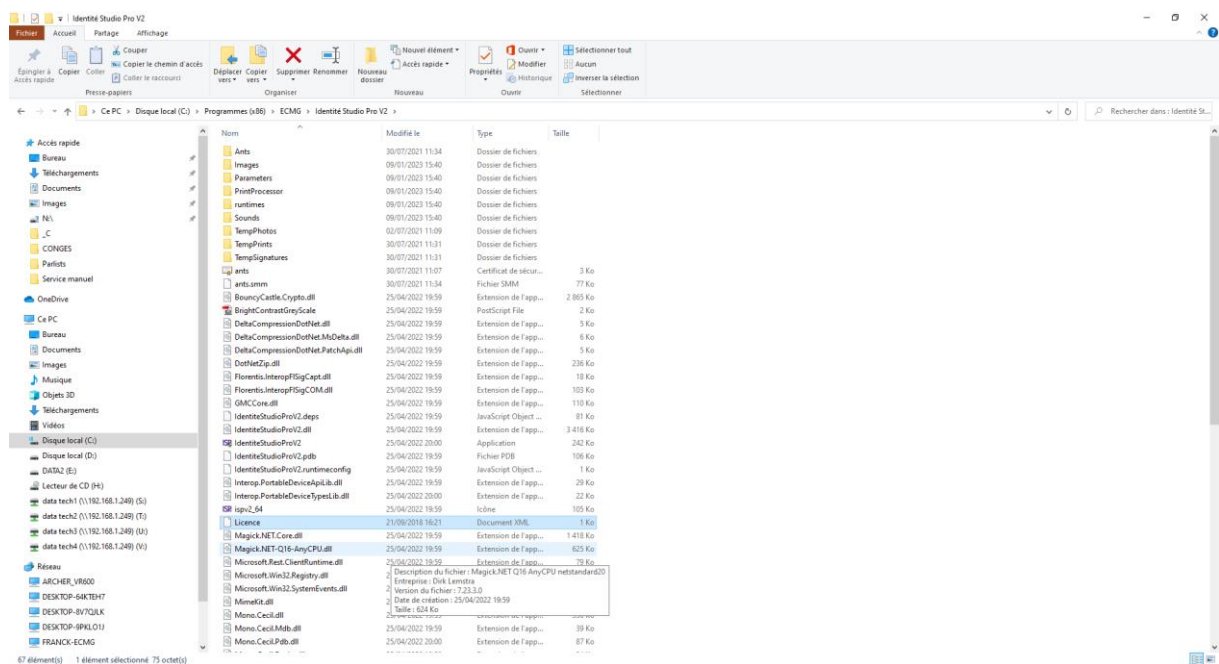 Identité Studio Pro V2
Fichier Accueil Partage Affichage
Épingler à Accès rapide Copier Coller Couper Copier le chemin d'accès Coller le raccourci
Déplacer vers Copier vers Supprimer Renommer Nouveau dossier Nouvel élément Accès rapide
Propriétés Ouvrir Modifier Historique Sélectionner tout Aucun Inverser la sélection
Presse-papiers Organiser Nouveau Ouvrir Sélectionner
Ce PC > Disque local (C:) > Programmes (x86) > ECMG > Identité Studio Pro V2 >
Rechercher dans : Identité St...
Accès rapide
Bureau
Téléchargements
Documents
Images
N:\
_C
CONGES
Parlists
Service manuel
OneDrive
Ce PC
Bureau
Documents
Images
Musique
Objets 3D
Téléchargements
Vidéos
Disque local (C:)
Disque local (D:)
DATA2 (E:)
Lecteur de CD (H:)
data tech1 (\\192.168.1.249) (S:)
data tech2 (\\192.168.1.249) (T:)
data tech3 (\\192.168.1.249) (U:)
data tech4 (\\192.168.1.249) (V:)
Réseau
ARCHER_VR600
DESKTOP-64KTEH7
DESKTOP-8V7QJLK
DESKTOP-9PKLO1J
FRANCK-ECMG
Nom Modifié le Type Taille
Ants 30/07/2021 11:34 Dossier de fichiers
Images 09/01/2023 15:40 Dossier de fichiers
Parameters 09/01/2023 15:40 Dossier de fichiers
PrintProcessor 09/01/2023 15:40 Dossier de fichiers
runtimes 09/01/2023 15:40 Dossier de fichiers
Sounds 09/01/2023 15:40 Dossier de fichiers
TempPhotos 02/07/2021 11:09 Dossier de fichiers
TempPrints 30/07/2021 11:31 Dossier de fichiers
TempSignatures 30/07/2021 11:31 Dossier de fichiers
ants 30/07/2021 11:07 Certificat de sécur... 3 Ko
ants.smm 30/07/2021 11:34 Fichier SMM 77 Ko
BouncyCastle.Crypto.dll 25/04/2022 19:59 Extension de l'app... 2 865 Ko
BrightContrastGreyScale 25/04/2022 19:59 PostScript File 2 Ko
DeltaCompressionDotNet.dll 25/04/2022 19:59 Extension de l'app... 5 Ko
DeltaCompressionDotNet.MsDelta.dll 25/04/2022 19:59 Extension de l'app... 6 Ko
DeltaCompressionDotNet.PatchApi.dll 25/04/2022 19:59 Extension de l'app... 5 Ko
DotNetZip.dll 25/04/2022 19:59 Extension de l'app... 236 Ko
Florentis.InteropFlSigCapt.dll 25/04/2022 19:59 Extension de l'app... 18 Ko
Florentis.InteropFlSigCOM.dll 25/04/2022 19:59 Extension de l'app... 103 Ko
GMCCore.dll 25/04/2022 19:59 Extension de l'app... 110 Ko
IdentiteStudioProV2.deps 25/04/2022 19:59 JavaScript Object ... 81 Ko
IdentiteStudioProV2.dll 25/04/2022 19:59 Extension de l'app... 3 416 Ko
IdentiteStudioProV2 25/04/2022 20:00 Application 242 Ko
IdentiteStudioProV2.pdb 25/04/2022 19:59 Fichier PDB 106 Ko
IdentiteStudioProV2.runtimeconfig 25/04/2022 19:59 JavaScript Object ... 1 Ko
Interop.PortableDeviceApiLib.dll 25/04/2022 19:59 Extension de l'app... 29 Ko
Interop.PortableDeviceTypesLib.dll 25/04/2022 20:00 Extension de l'app... 22 Ko
ispv2_64 25/04/2022 19:59 Icône 105 Ko
Licence 21/09/2018 16:21 Document XML 1 Ko
Magick.NET.Core.dll 25/04/2022 19:59 Extension de l'app... 1 418 Ko
Magick.NET-Q16-AnyCPU.dll 25/04/2022 19:59 Extension de l'app... 625 Ko
Microsoft.Rest.ClientRuntime.dll 25/04/2022 19:59 Extension de l'app... 79 Ko
Microsoft.Win32.Registry.dll
Microsoft.Win32.SystemEvents.dll
MimeKit.dll
Mono.Cecil.dll
Description du fichier : Magick.NET Q16 AnyCPU netstandard20
Entreprise : Dirk Lemstra
Version du fichier : 7.23.3.0
Date de création : 25/04/2022 19:59
Taille : 624 Ko
Mono.Cecil.Mdb.dll 25/04/2022 19:59 Extension de l'app... 39 Ko
Mono.Cecil.Pdb.dll 25/04/2022 20:00 Extension de l'app... 87 Ko
67 élément(s) 1 élément sélectionné 75 octet(s)